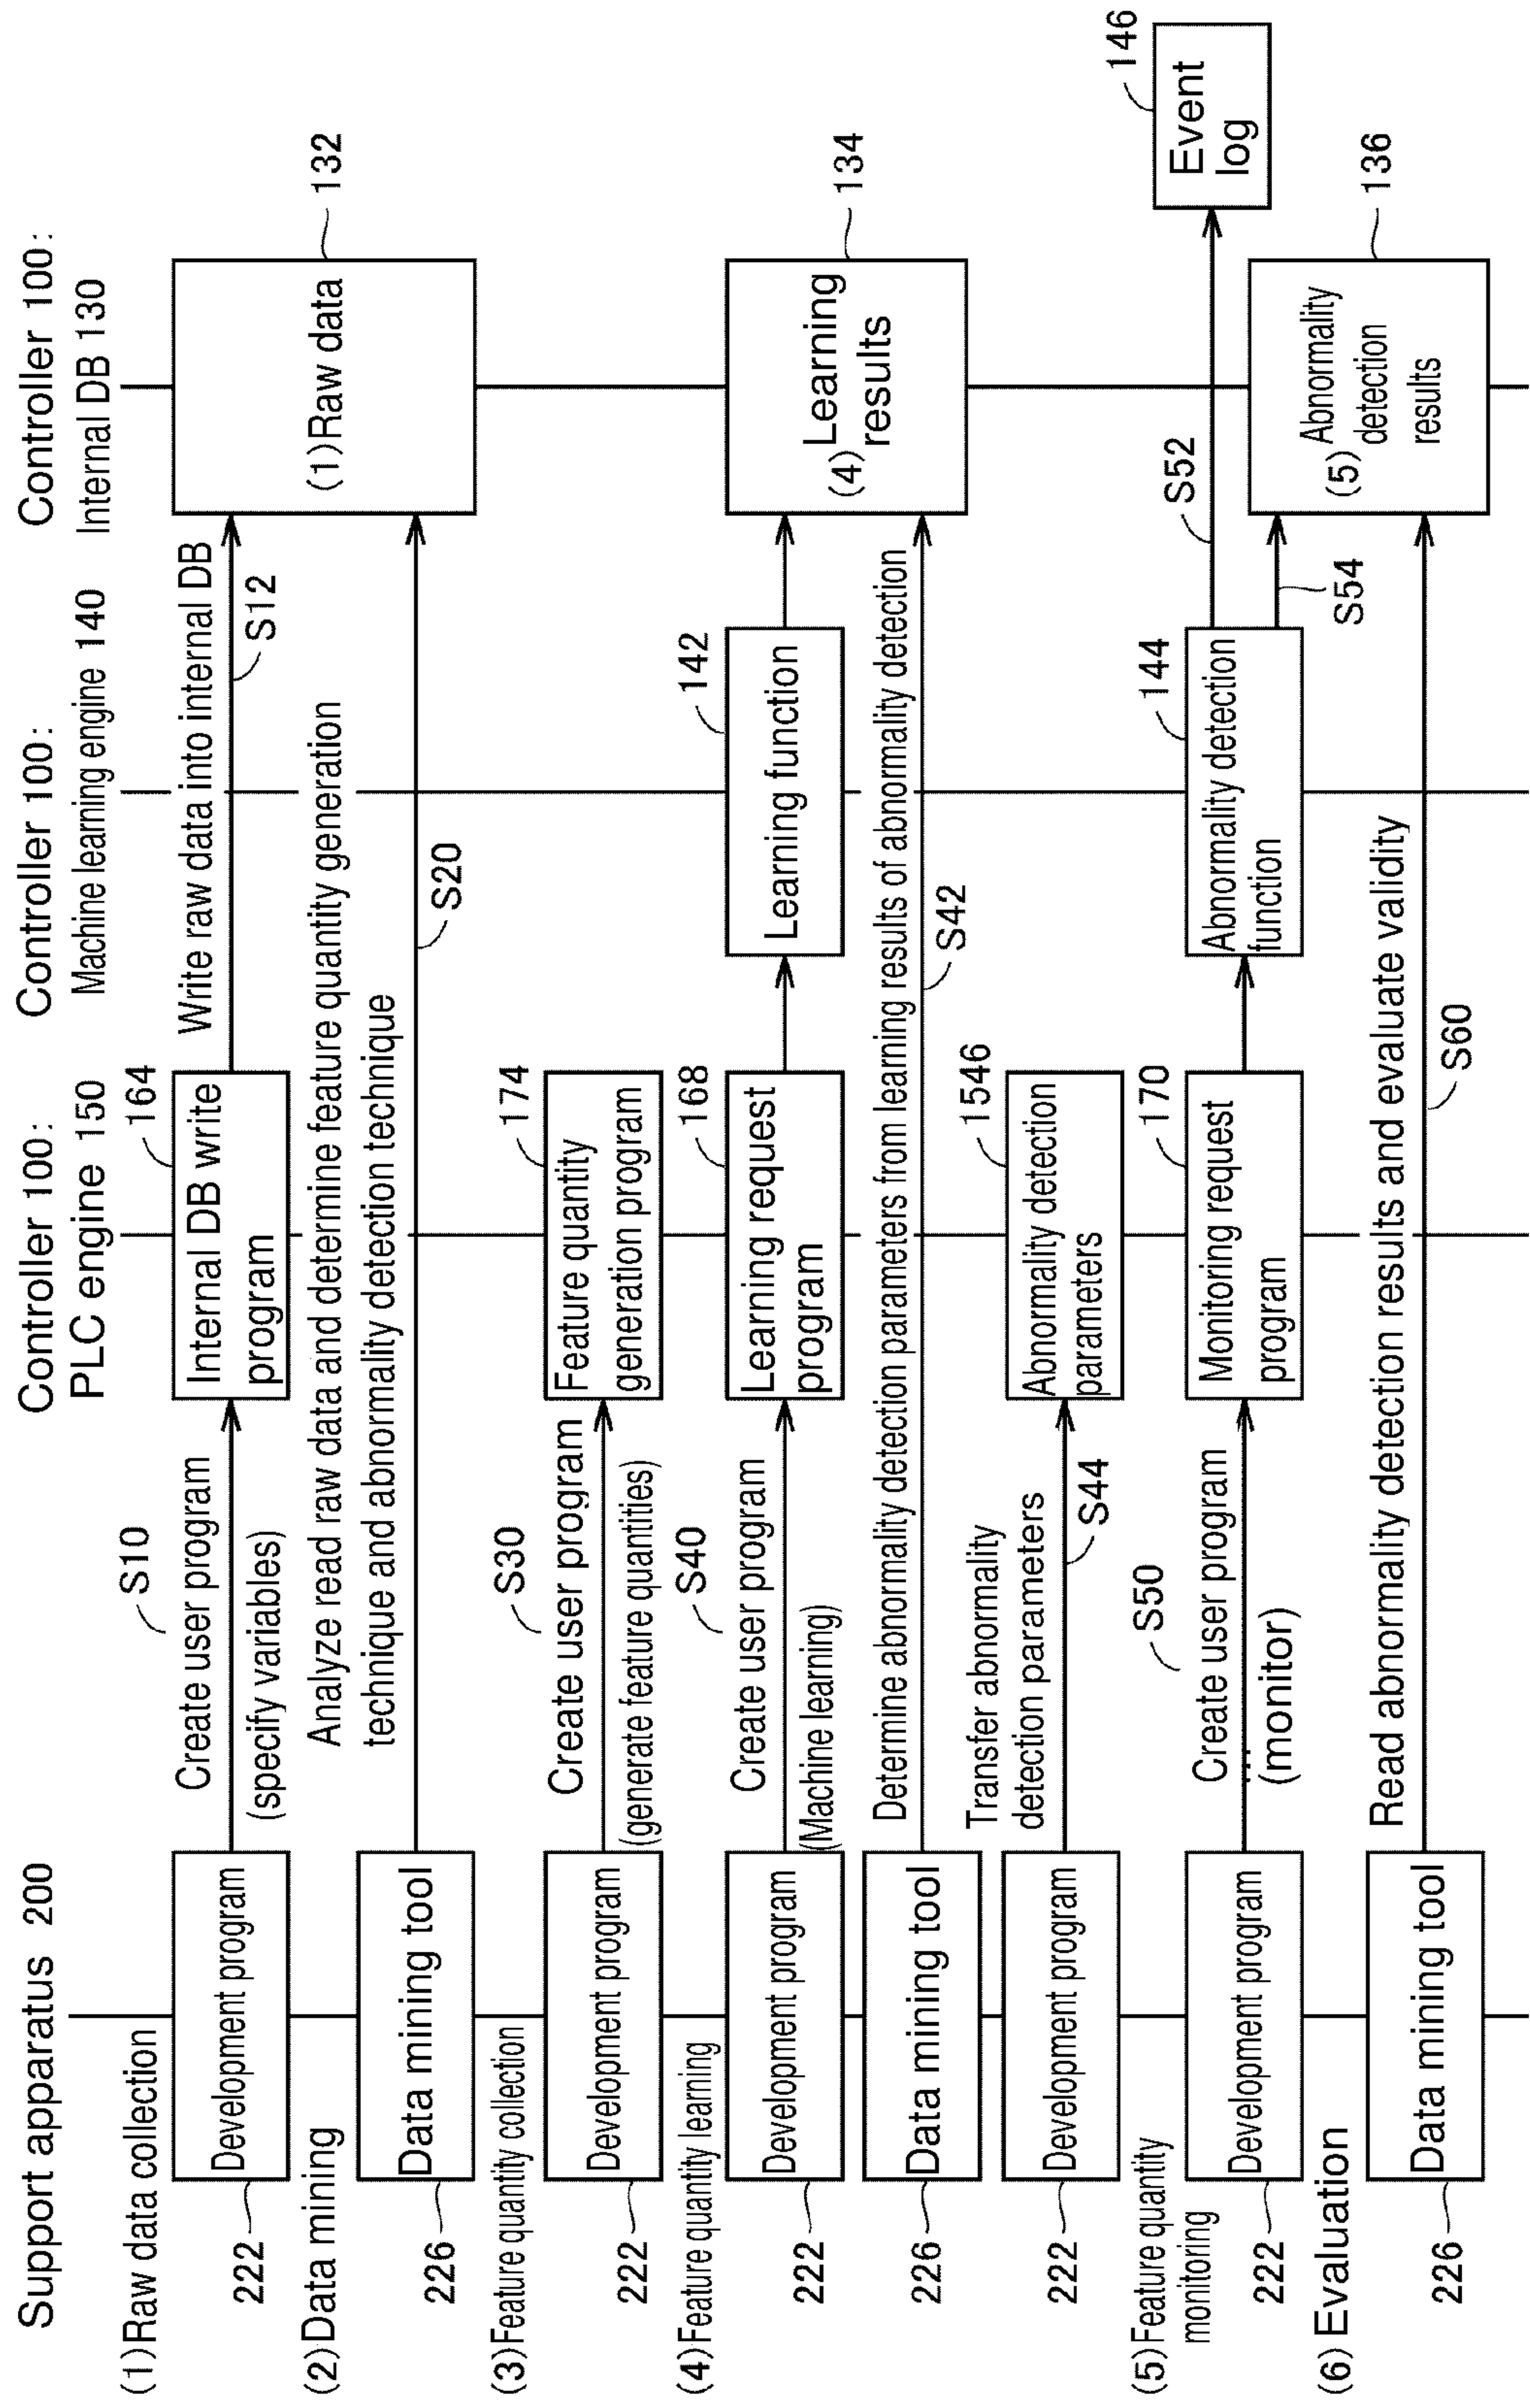 Support apparatus 200
Controller 100:
PLC engine 150
Controller 100:
Machine learning engine 140
Controller 100:
Internal DB 130
(1)Raw data collection
222
Development program
S10
Create user program
(specify variables)
164
Internal DB write
program
Write raw data into internal DB
S12
(1)Raw data
132
(2)Data mining
226
Data mining tool
Analyze read raw data and determine feature quantity generation
technique and abnormality detection technique
S20
(3)Feature quantity collection
222
Development program
S30
Create user program
(generate feature quantities)
174
Feature quantity
generation program
(4)Feature quantity learning
222
Development program
S40
Create user program
(Machine learning)
168
Learning request
program
142
Learning function
(4)
Learning
results
134
226
Data mining tool
Determine abnormality detection parameters from learning results of abnormality detection
S42
222
Development program
Transfer abnormality
detection parameters
S44
1546
Abnormality detection
parameters
(5)Feature quantity
monitoring
222
Development program
S50
Create user program
(monitor)
170
Monitoring request
program
144
Abnormality detection
function
S52
146
Event
log
S54
(5)
Abnormality
detection
results
136
(6) Evaluation
226
Data mining tool
Read abnormality detection results and evaluate validity
S60